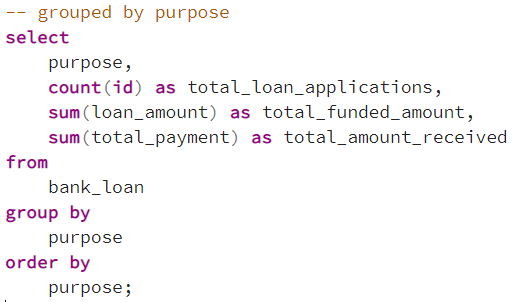 -- grouped by purpose
select
    purpose,
    count(id) as total_loan_applications,
    sum(loan_amount) as total_funded_amount,
    sum(total_payment) as total_amount_received
from
    bank_loan
group by
    purpose
order by
    purpose;